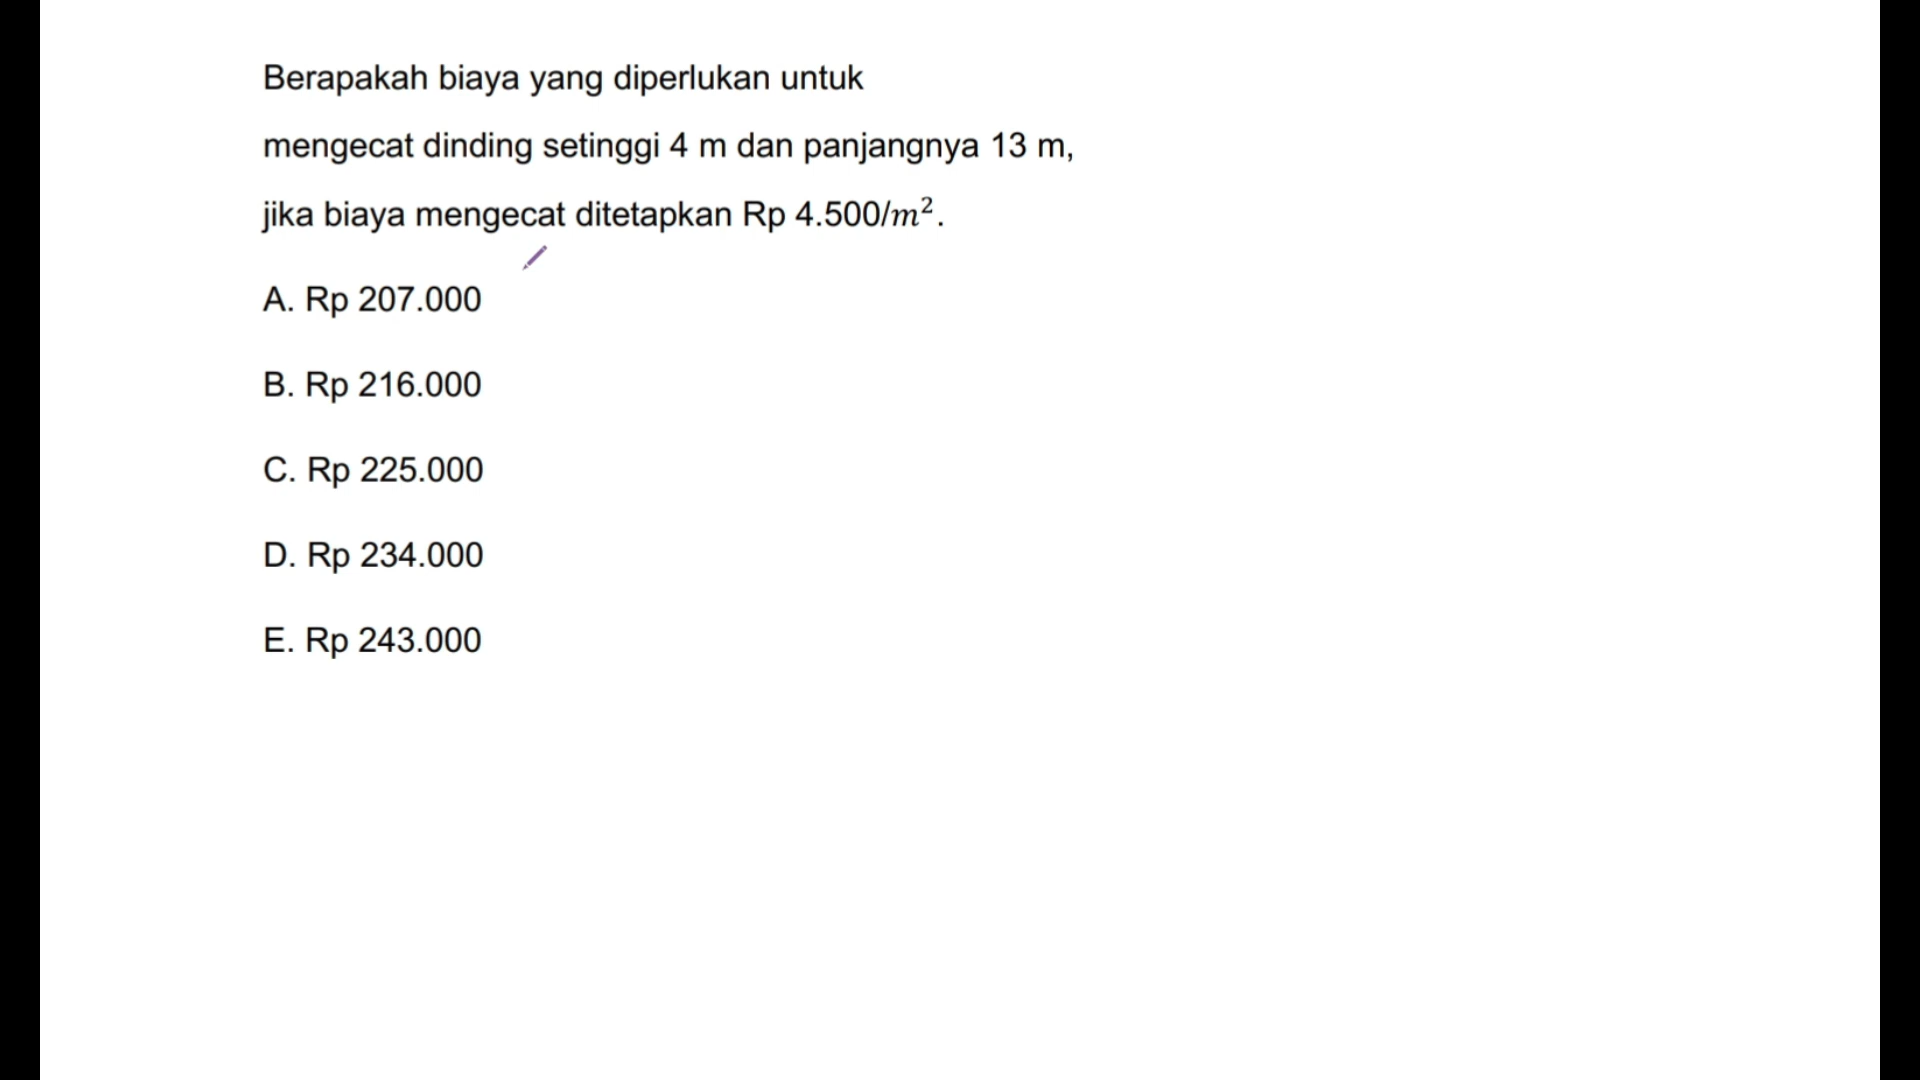 Berapakah biaya yang diperlukan untuk
mengecat dinding setinggi 4 m dan panjangnya 13 m,
jika biaya mengecat ditetapkan Rp 4.500/m².
A. Rp 207.000
B. Rp 216.000
C. Rp 225.000
D. Rp 234.000
E. Rp 243.000